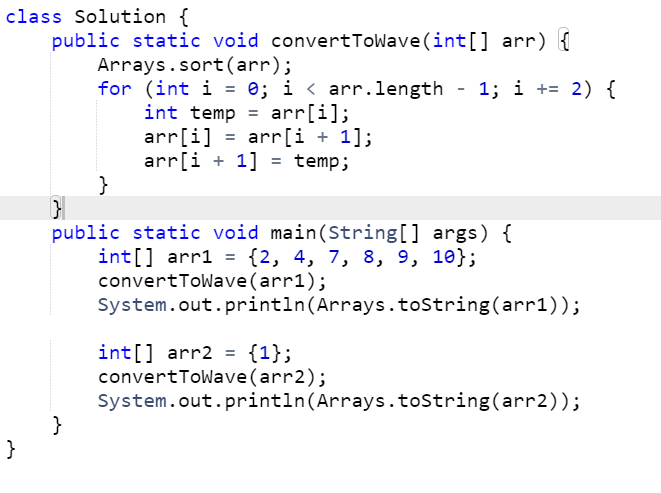 class Solution {
    public static void convertToWave(int[] arr) {
        Arrays.sort(arr);
        for (int i = 0; i < arr.length - 1; i += 2) {
            int temp = arr[i];
            arr[i] = arr[i + 1];
            arr[i + 1] = temp;
        }
    }
    public static void main(String[] args) {
        int[] arr1 = {2, 4, 7, 8, 9, 10};
        convertToWave(arr1);
        System.out.println(Arrays.toString(arr1));

        int[] arr2 = {1};
        convertToWave(arr2);
        System.out.println(Arrays.toString(arr2));
    }
}